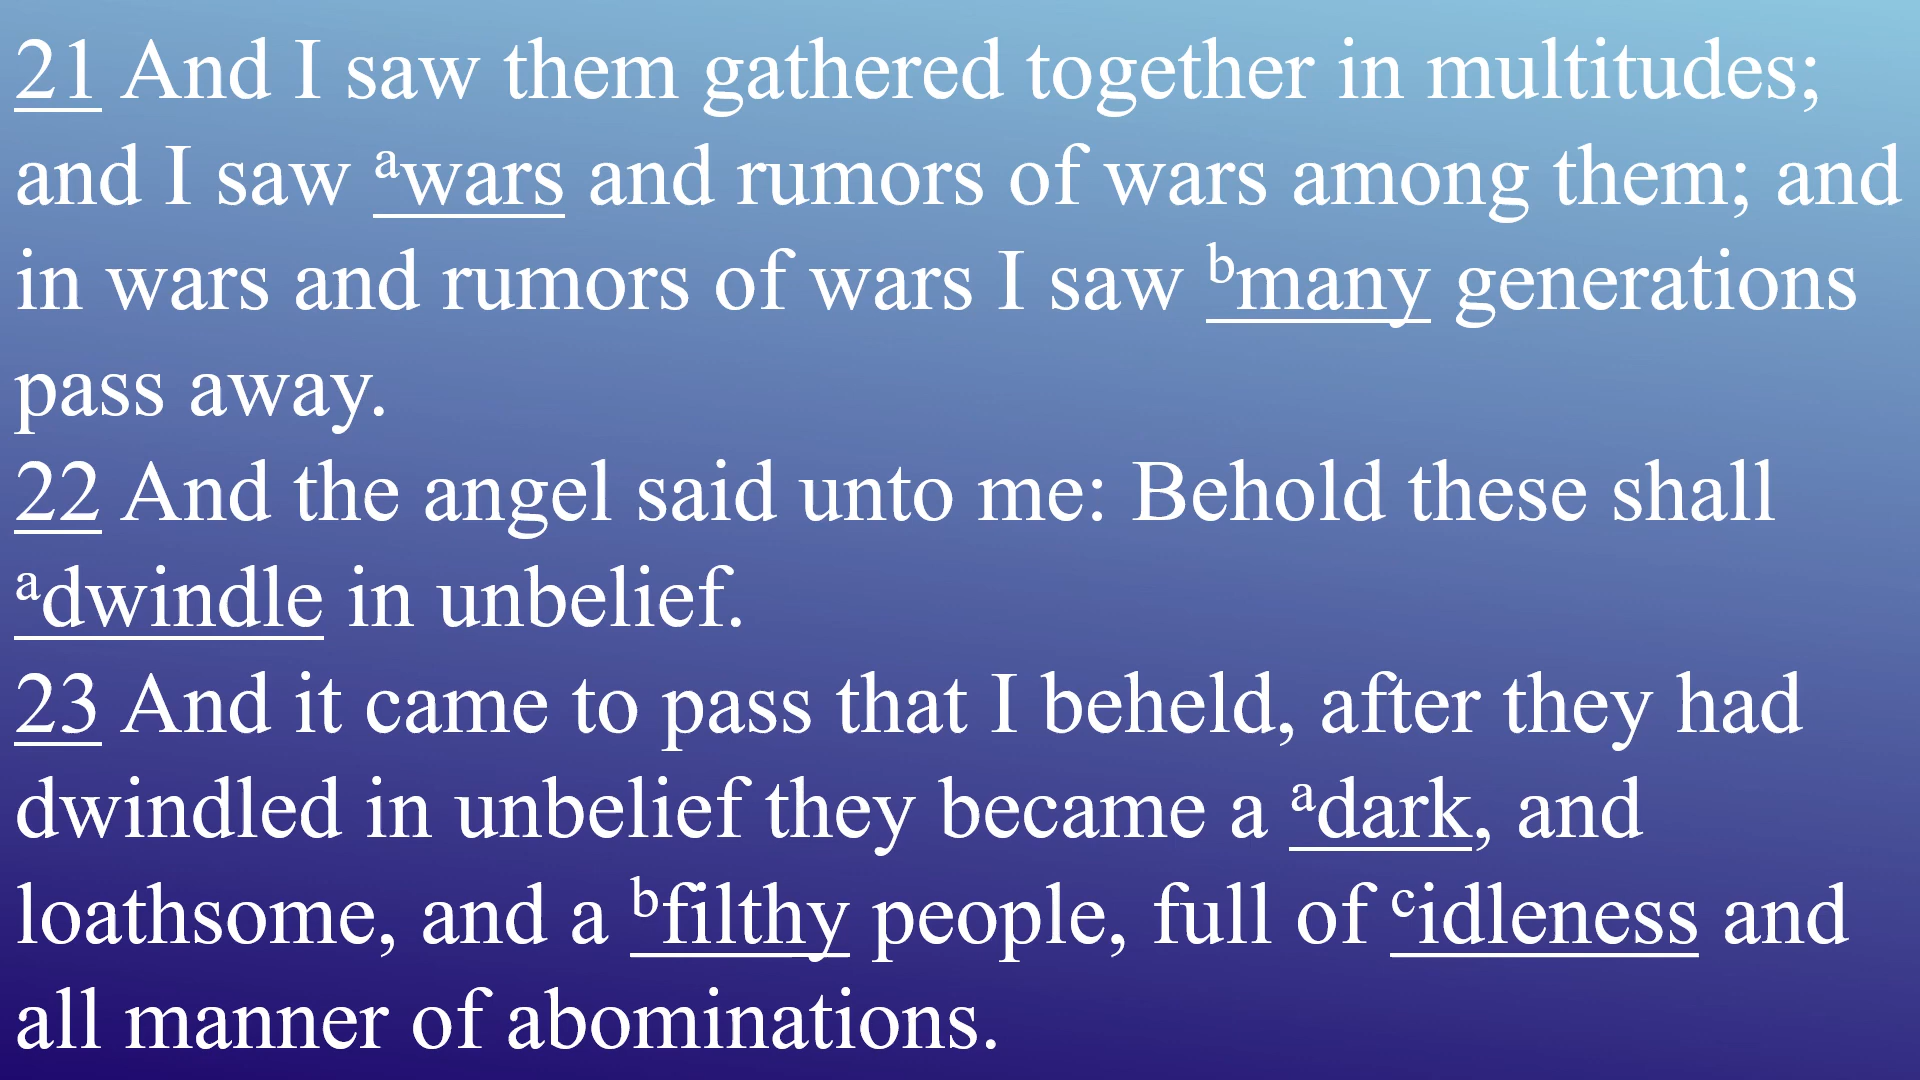 21 And I saw them gathered together in multitudes;
and I saw ᵃwars and rumors of wars among them; and
in wars and rumors of wars I saw ᵇmany generations
pass away.
22 And the angel said unto me: Behold these shall
ᵃdwindle in unbelief.
23 And it came to pass that I beheld, after they had
dwindled in unbelief they became a ᵃdark, and
loathsome, and a ᵇfilthy people, full of ᶜidleness and
all manner of abominations.